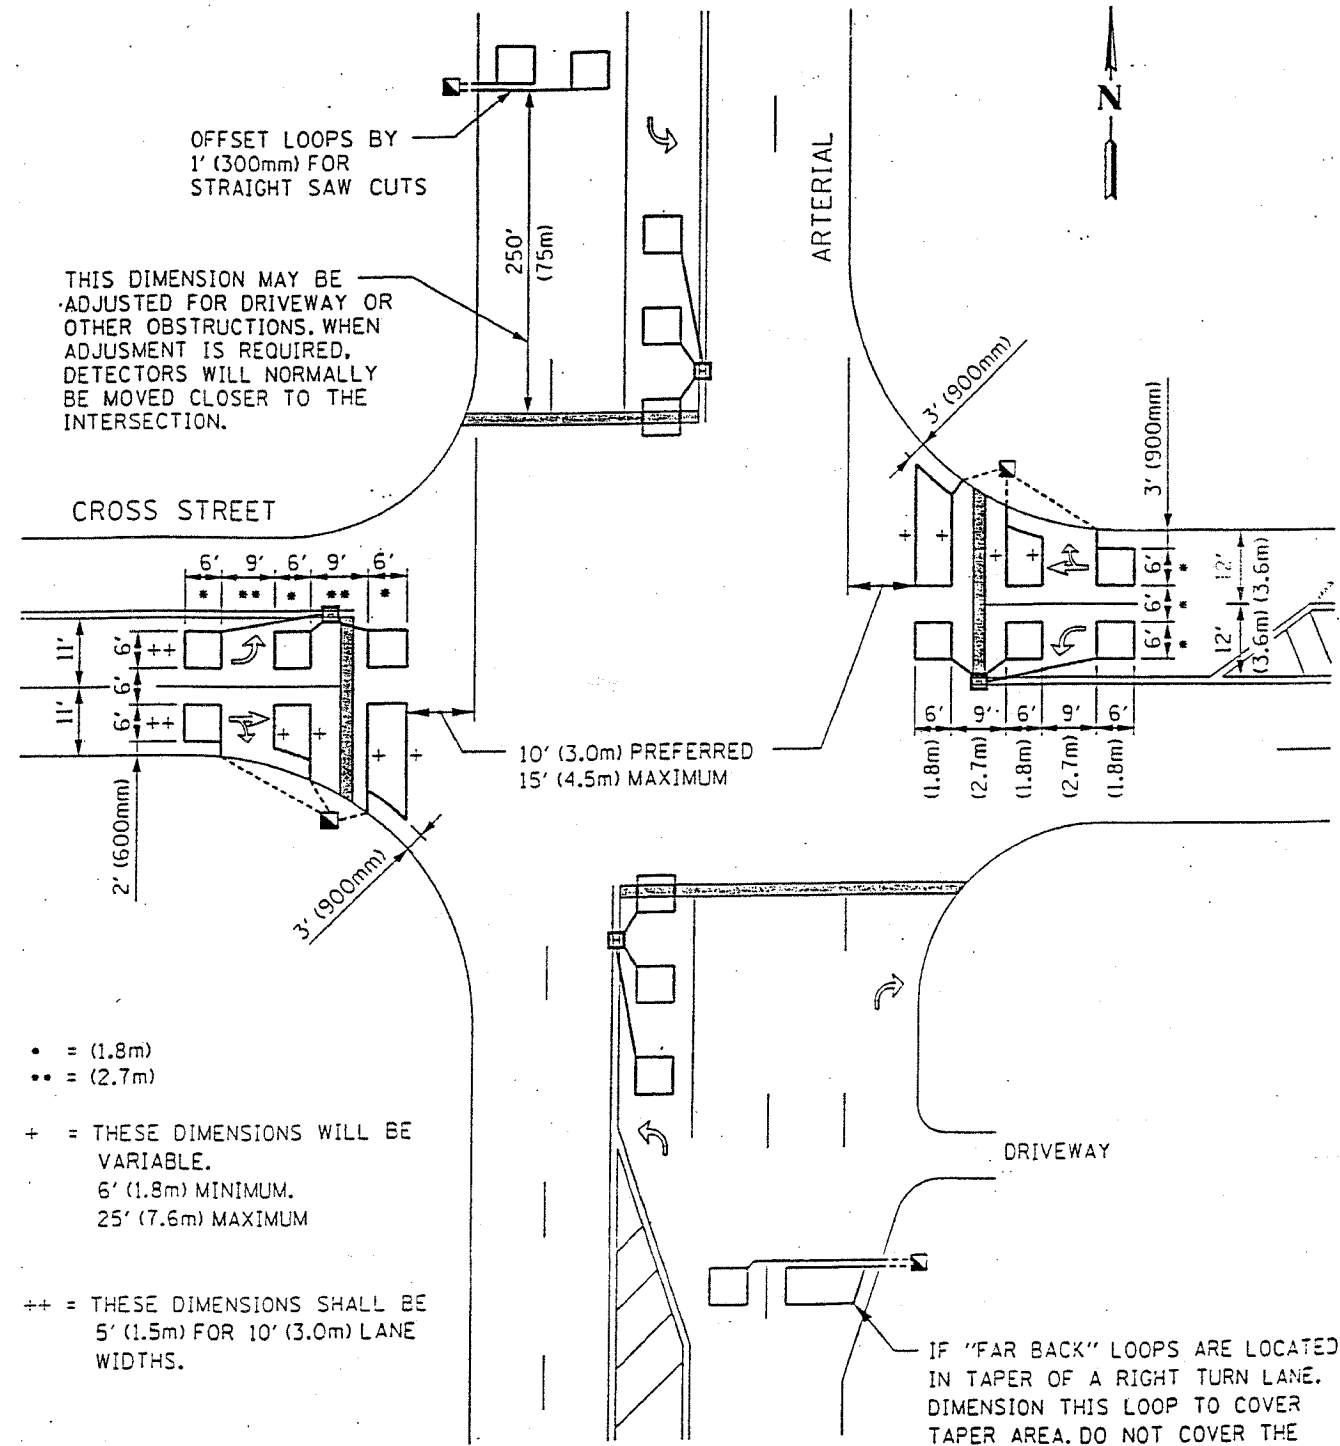 OFFSET LOOPS BY
1' (300mm) FOR
STRAIGHT SAW CUTS
N
ARTERIAL
250'
(75m)
THIS DIMENSION MAY BE
ADJUSTED FOR DRIVEWAY OR
OTHER OBSTRUCTIONS. WHEN
ADJUSMENT IS REQUIRED,
DETECTORS WILL NORMALLY
BE MOVED CLOSER TO THE
INTERSECTION.
3' (900mm)
3' (900mm)
CROSS STREET
6' 9' 6' 9' 6'
* ** * ** *
H
11' 6' ++
6'
11' 6' ++
+ +
+ +
2' (600mm)
3' (900mm)
10' (3.0m) PREFERRED
15' (4.5m) MAXIMUM
+ + + +
6' * 12' (3.6m)
6' *
6' * 12' (3.6m)
H
H
6' 9' 6' 9' 6'
(1.8m) (2.7m) (1.8m) (2.7m) (1.8m)
H
* = (1.8m)
** = (2.7m)
+ = THESE DIMENSIONS WILL BE
VARIABLE.
6' (1.8m) MINIMUM.
25' (7.6m) MAXIMUM
++ = THESE DIMENSIONS SHALL BE
5' (1.5m) FOR 10' (3.0m) LANE
WIDTHS.
DRIVEWAY
IF "FAR BACK" LOOPS ARE LOCATED
IN TAPER OF A RIGHT TURN LANE.
DIMENSION THIS LOOP TO COVER
TAPER AREA. DO NOT COVER THE